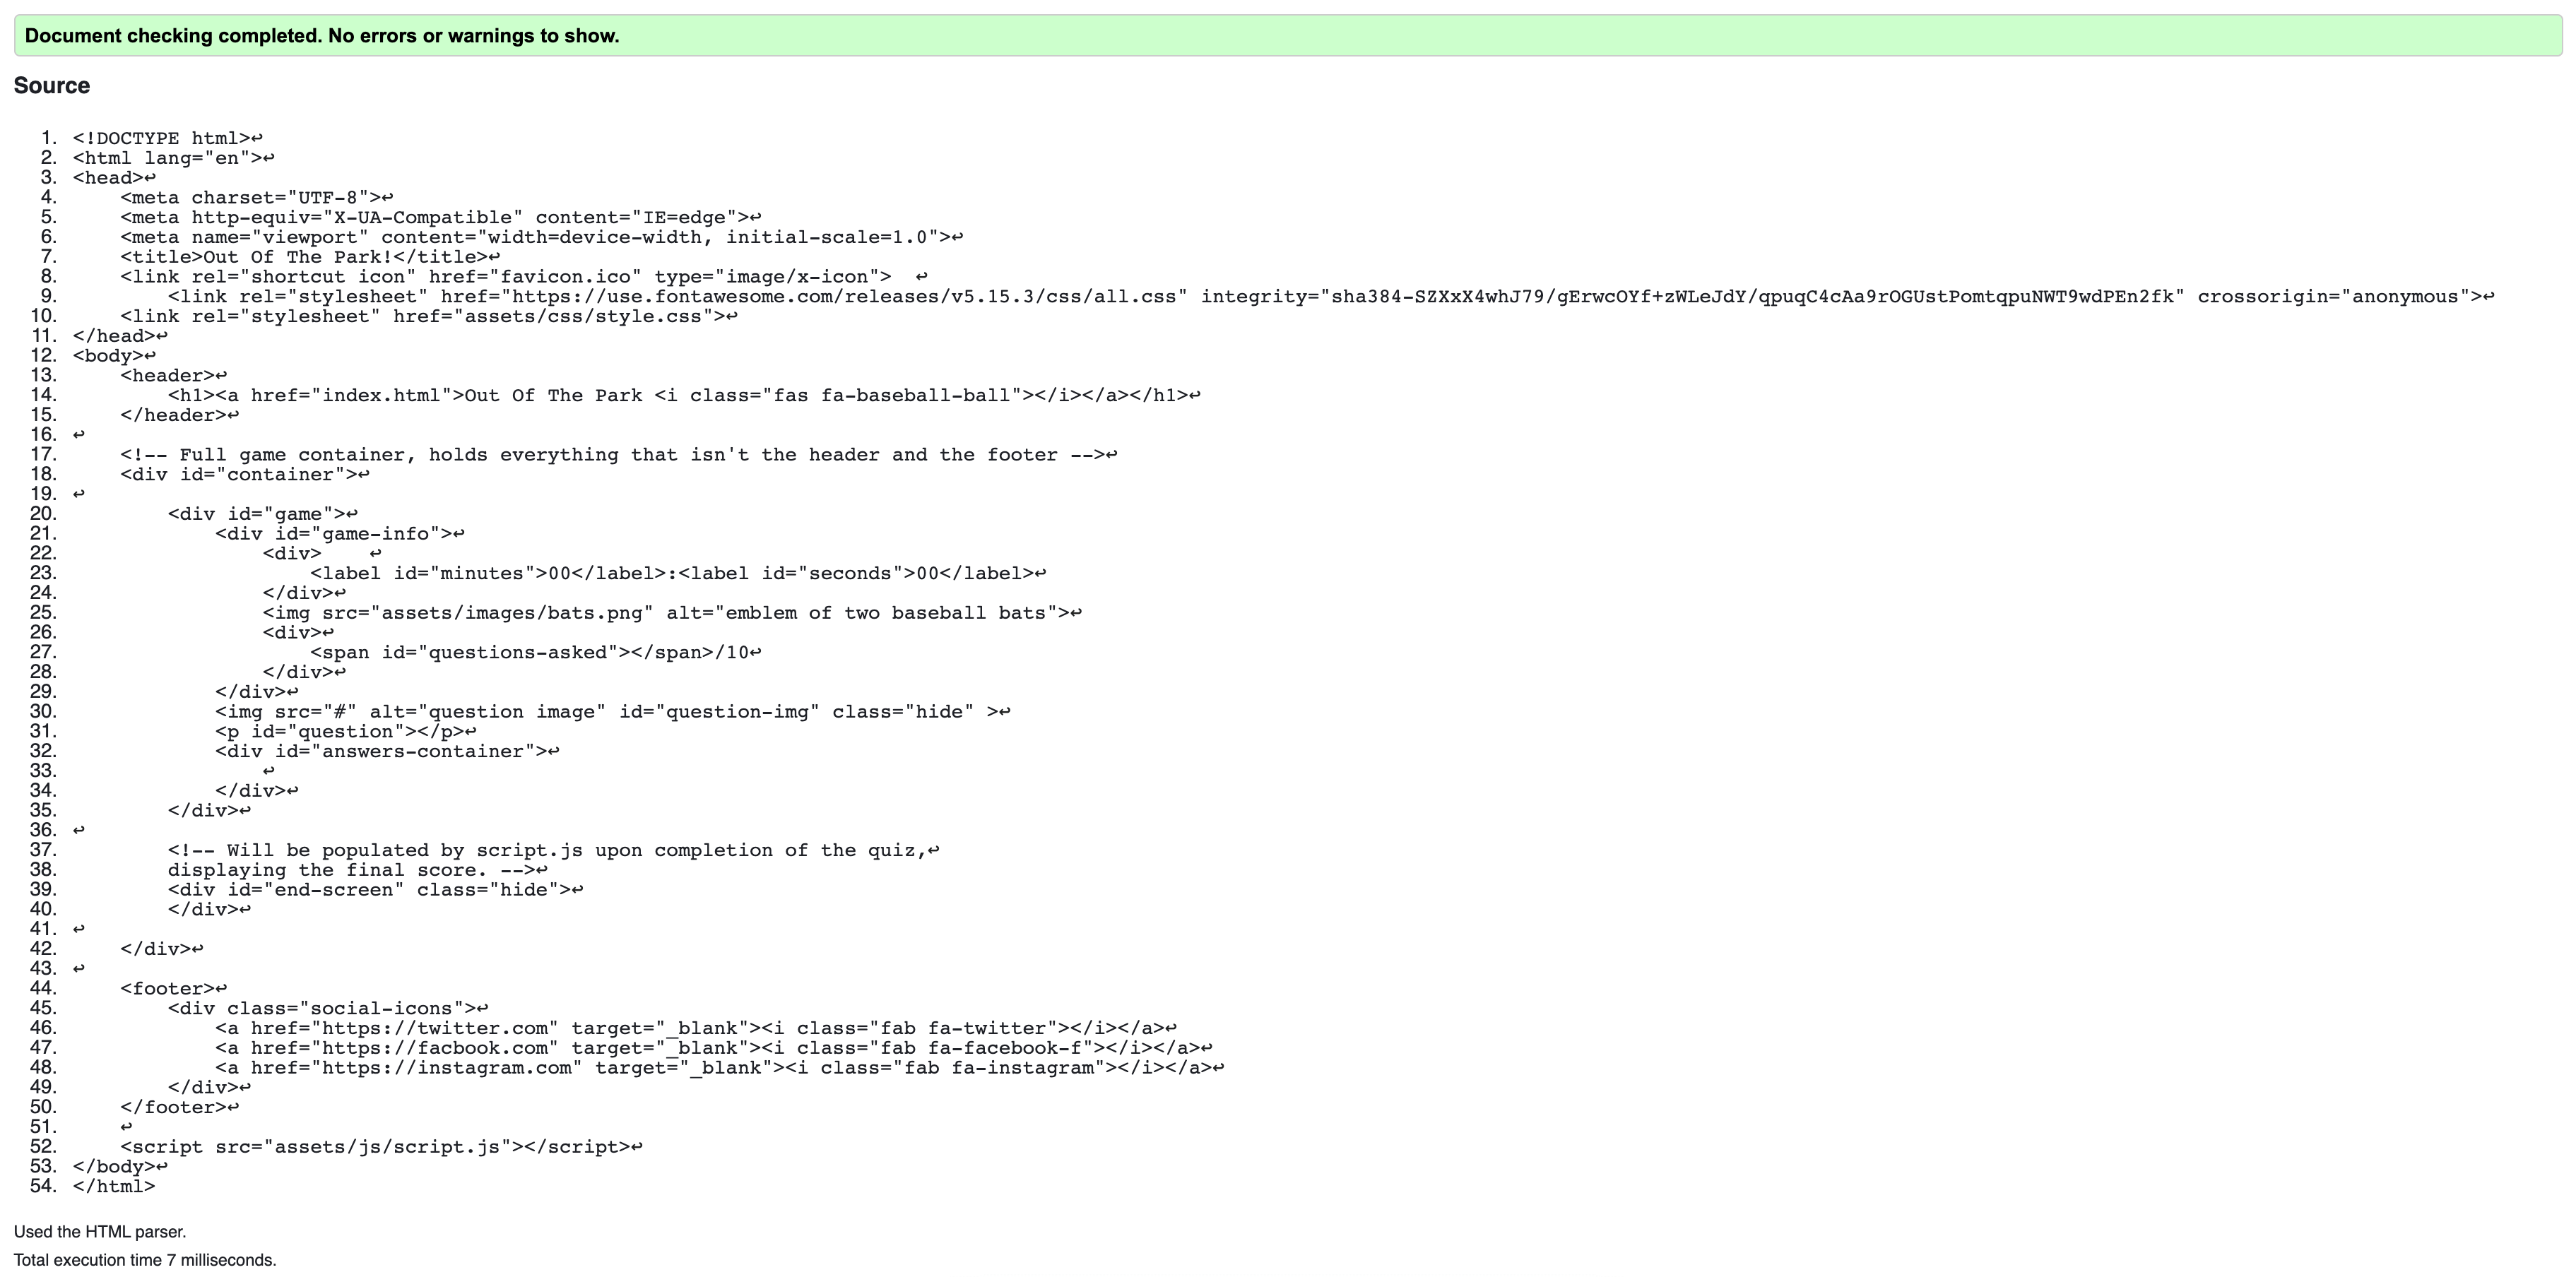 Document checking completed. No errors or warnings to show.
Source
1. <!DOCTYPE html>↩
2. <html lang="en">↩
3. <head>↩
4.     <meta charset="UTF-8">↩
5.     <meta http-equiv="X-UA-Compatible" content="IE=edge">↩
6.     <meta name="viewport" content="width=device-width, initial-scale=1.0">↩
7.     <title>Out Of The Park!</title>↩
8.     <link rel="shortcut icon" href="favicon.ico" type="image/x-icon">  ↩
9.         <link rel="stylesheet" href="https://use.fontawesome.com/releases/v5.15.3/css/all.css" integrity="sha384-SZXxX4whJ79/gErwcOYf+zWLeJdY/qpuqC4cAa9rOGUstPomtqpuNWT9wdPEn2fk" crossorigin="anonymous">↩
10.     <link rel="stylesheet" href="assets/css/style.css">↩
11. </head>↩
12. <body>↩
13.     <header>↩
14.         <h1><a href="index.html">Out Of The Park <i class="fas fa-baseball-ball"></i></a></h1>↩
15.     </header>↩
16. ↩
17.     <!-- Full game container, holds everything that isn't the header and the footer -->↩
18.     <div id="container">↩
19. ↩
20.         <div id="game">↩
21.             <div id="game-info">↩
22.                 <div>    ↩
23.                     <label id="minutes">00</label>:<label id="seconds">00</label>↩
24.                 </div>↩
25.                 <img src="assets/images/bats.png" alt="emblem of two baseball bats">↩
26.                 <div>↩
27.                     <span id="questions-asked"></span>/10↩
28.                 </div>↩
29.             </div>↩
30.             <img src="#" alt="question image" id="question-img" class="hide" >↩
31.             <p id="question"></p>↩
32.             <div id="answers-container">↩
33.                 ↩
34.             </div>↩
35.         </div>↩
36. ↩
37.         <!-- Will be populated by script.js upon completion of the quiz,↩
38.         displaying the final score. -->↩
39.         <div id="end-screen" class="hide">↩
40.         </div>↩
41. ↩
42.     </div>↩
43. ↩
44.     <footer>↩
45.         <div class="social-icons">↩
46.             <a href="https://twitter.com" target="_blank"><i class="fab fa-twitter"></i></a>↩
47.             <a href="https://facbook.com" target="_blank"><i class="fab fa-facebook-f"></i></a>↩
48.             <a href="https://instagram.com" target="_blank"><i class="fab fa-instagram"></i></a>↩
49.         </div>↩
50.     </footer>↩
51.     ↩
52.     <script src="assets/js/script.js"></script>↩
53. </body>↩
54. </html>
Used the HTML parser.
Total execution time 7 milliseconds.